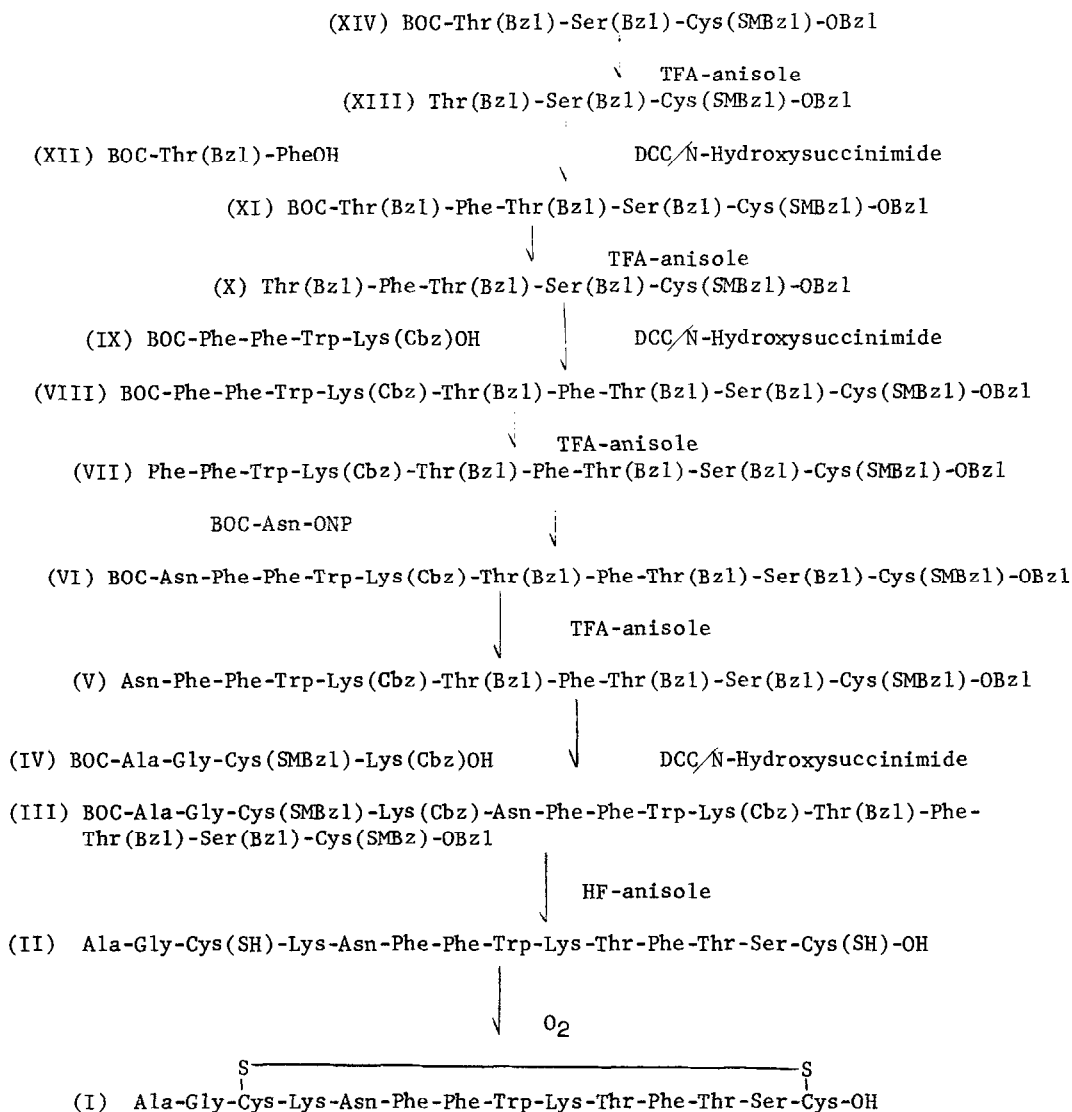 (XIV) BOC-Thr(Bzl)-Ser(Bzl)-Cys(SMBzl)-OBzl
TFA-anisole
(XIII) Thr(Bzl)-Ser(Bzl)-Cys(SMBzl)-OBzl
(XII) BOC-Thr(Bzl)-PheOH DCC/N-Hydroxysuccinimide
(XI) BOC-Thr(Bzl)-Phe-Thr(Bzl)-Ser(Bzl)-Cys(SMBzl)-OBzl
TFA-anisole
(X) Thr(Bzl)-Phe-Thr(Bzl)-Ser(Bzl)-Cys(SMBzl)-OBzl
(IX) BOC-Phe-Phe-Trp-Lys(Cbz)OH DCC/N-Hydroxysuccinimide
(VIII) BOC-Phe-Phe-Trp-Lys(Cbz)-Thr(Bzl)-Phe-Thr(Bzl)-Ser(Bzl)-Cys(SMBzl)-OBzl
TFA-anisole
(VII) Phe-Phe-Trp-Lys(Cbz)-Thr(Bzl)-Phe-Thr(Bzl)-Ser(Bzl)-Cys(SMBzl)-OBzl
BOC-Asn-ONP
(VI) BOC-Asn-Phe-Phe-Trp-Lys(Cbz)-Thr(Bzl)-Phe-Thr(Bzl)-Ser(Bzl)-Cys(SMBzl)-OBzl
TFA-anisole
(V) Asn-Phe-Phe-Trp-Lys(Cbz)-Thr(Bzl)-Phe-Thr(Bzl)-Ser(Bzl)-Cys(SMBzl)-OBzl
(IV) BOC-Ala-Gly-Cys(SMBzl)-Lys(Cbz)OH DCC/N-Hydroxysuccinimide
(III) BOC-Ala-Gly-Cys(SMBzl)-Lys(Cbz)-Asn-Phe-Phe-Trp-Lys(Cbz)-Thr(Bzl)-Phe-
Thr(Bzl)-Ser(Bzl)-Cys(SMBz)-OBzl
HF-anisole
(II) Ala-Gly-Cys(SH)-Lys-Asn-Phe-Phe-Trp-Lys-Thr-Phe-Thr-Ser-Cys(SH)-OH
O2
S S
(I) Ala-Gly-Cys-Lys-Asn-Phe-Phe-Trp-Lys-Thr-Phe-Thr-Ser-Cys-OH